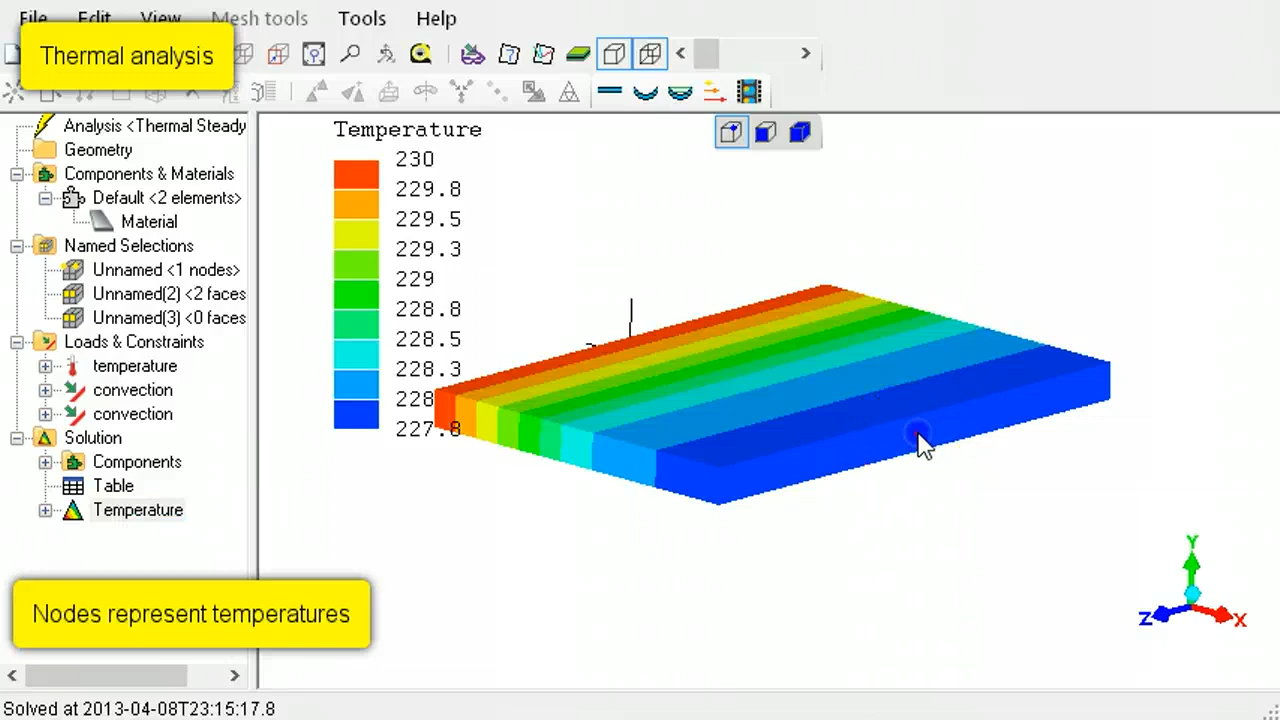 File Edit View Mesh tools Tools Help
Thermal analysis
Analysis <Thermal Steady
Geometry
Components & Materials
Default <2 elements>
Material
Named Selections
Unnamed <1 nodes>
Unnamed(2) <2 faces
Unnamed(3) <0 faces
Loads & Constraints
temperature
convection
convection
Solution
Components
Table
Temperature
Nodes represent temperatures
Temperature
230
229.8
229.5
229.3
229
228.8
228.5
228.3
228
227.8
Y
Z
X
Solved at 2013-04-08T23:15:17.8